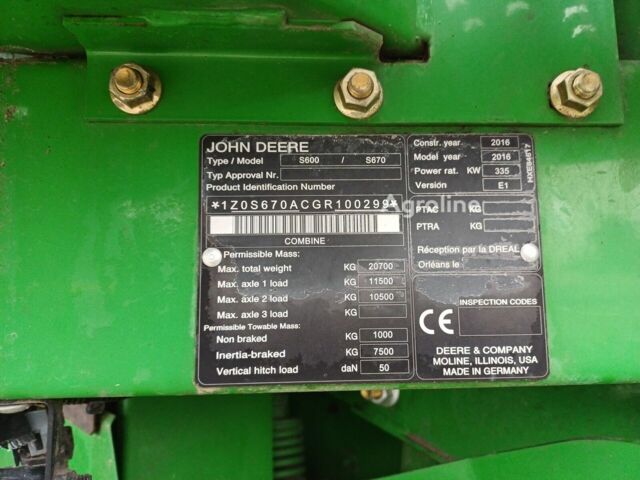 JOHN DEERE
Type / Model S600 / S670
Typ Approval Nr.
Product Identification Number
*1Z0S670ACGR100299*
COMBINE
Permissible Mass:
Max. total weight KG 20700
Max. axle 1 load KG 11500
Max. axle 2 load KG 10500
Max. axle 3 load KG
Permissible Towable Mass:
Non braked KG 1000
Inertia-braked KG 7500
Vertical hitch load daN 50
Constr. year 2016
Model year 2016
Power rat. KW 335
Version E1
HXE84617
PTAC KG
PTRA KG
Réception par la DREAL
Orléans le
INSPECTION CODES
CE
DEERE & COMPANY
MOLINE, ILLINOIS, USA
MADE IN GERMANY
Agroline